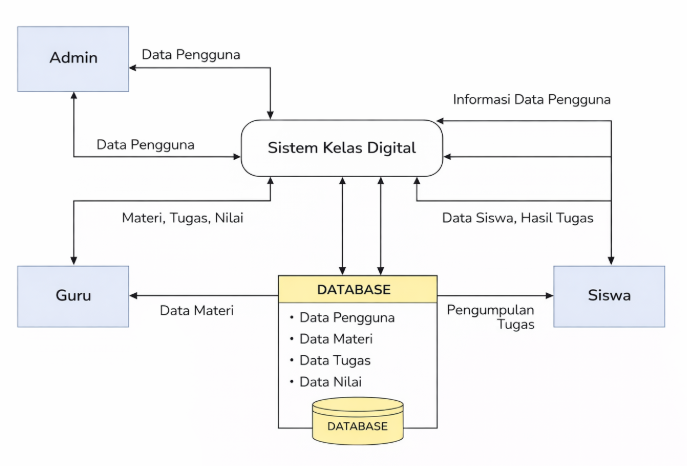 Admin
Data Pengguna
Informasi Data Pengguna
Data Pengguna
Sistem Kelas Digital
Materi, Tugas, Nilai
Data Siswa, Hasil Tugas
Guru
DATABASE
Siswa
Data Materi
Pengumpulan
Tugas
• Data Pengguna
• Data Materi
• Data Tugas
• Data Nilai
DATABASE